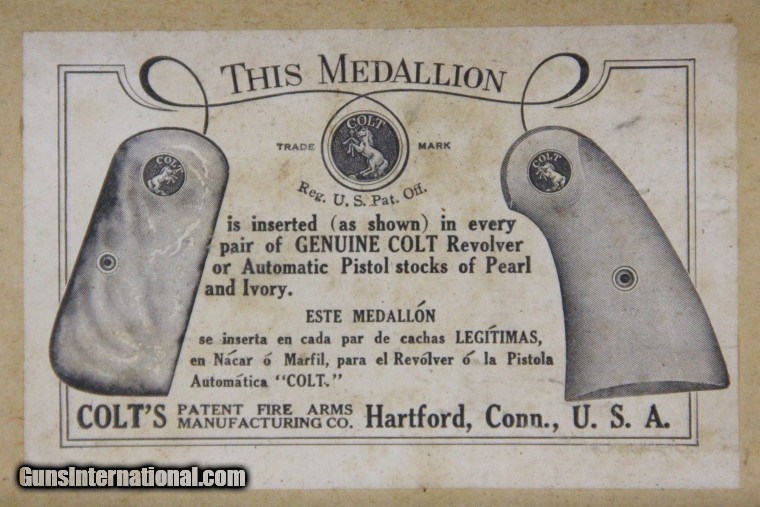 THIS MEDALLION
COLT
TRADE MARK
Reg. U. S. Pat. Off.
COLT
COLT
is inserted (as shown) in every
pair of GENUINE COLT Revolver
or Automatic Pistol stocks of Pearl
and Ivory.
ESTE MEDALLÓN
se inserta en cada par de cachas LEGÍTIMAS,
en Nácar ó Marfil, para el Revólver ó la Pistola
Automática "COLT."
COLT'S PATENT FIRE ARMS MANUFACTURING CO. Hartford, Conn., U. S. A.
GunsInternational.com